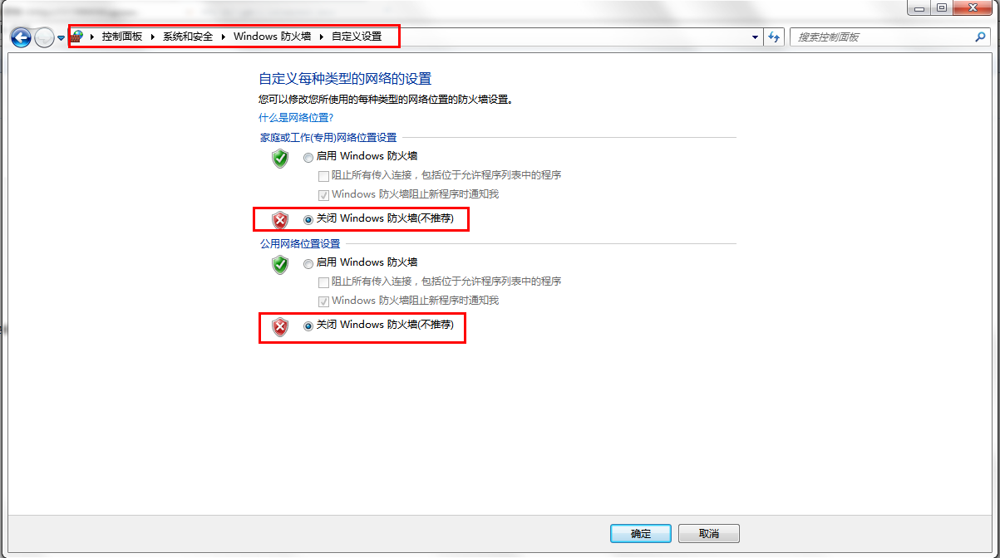 控制面板 系统和安全 Windows 防火墙 自定义设置
搜索控制面板
自定义每种类型的网络的设置
您可以修改您所使用的每种类型的网络位置的防火墙设置。
什么是网络位置?
家庭或工作(专用)网络位置设置
启用 Windows 防火墙
阻止所有传入连接，包括位于允许程序列表中的程序
Windows 防火墙阻止新程序时通知我
关闭 Windows 防火墙(不推荐)
公用网络位置设置
启用 Windows 防火墙
阻止所有传入连接，包括位于允许程序列表中的程序
Windows 防火墙阻止新程序时通知我
关闭 Windows 防火墙(不推荐)
确定
取消